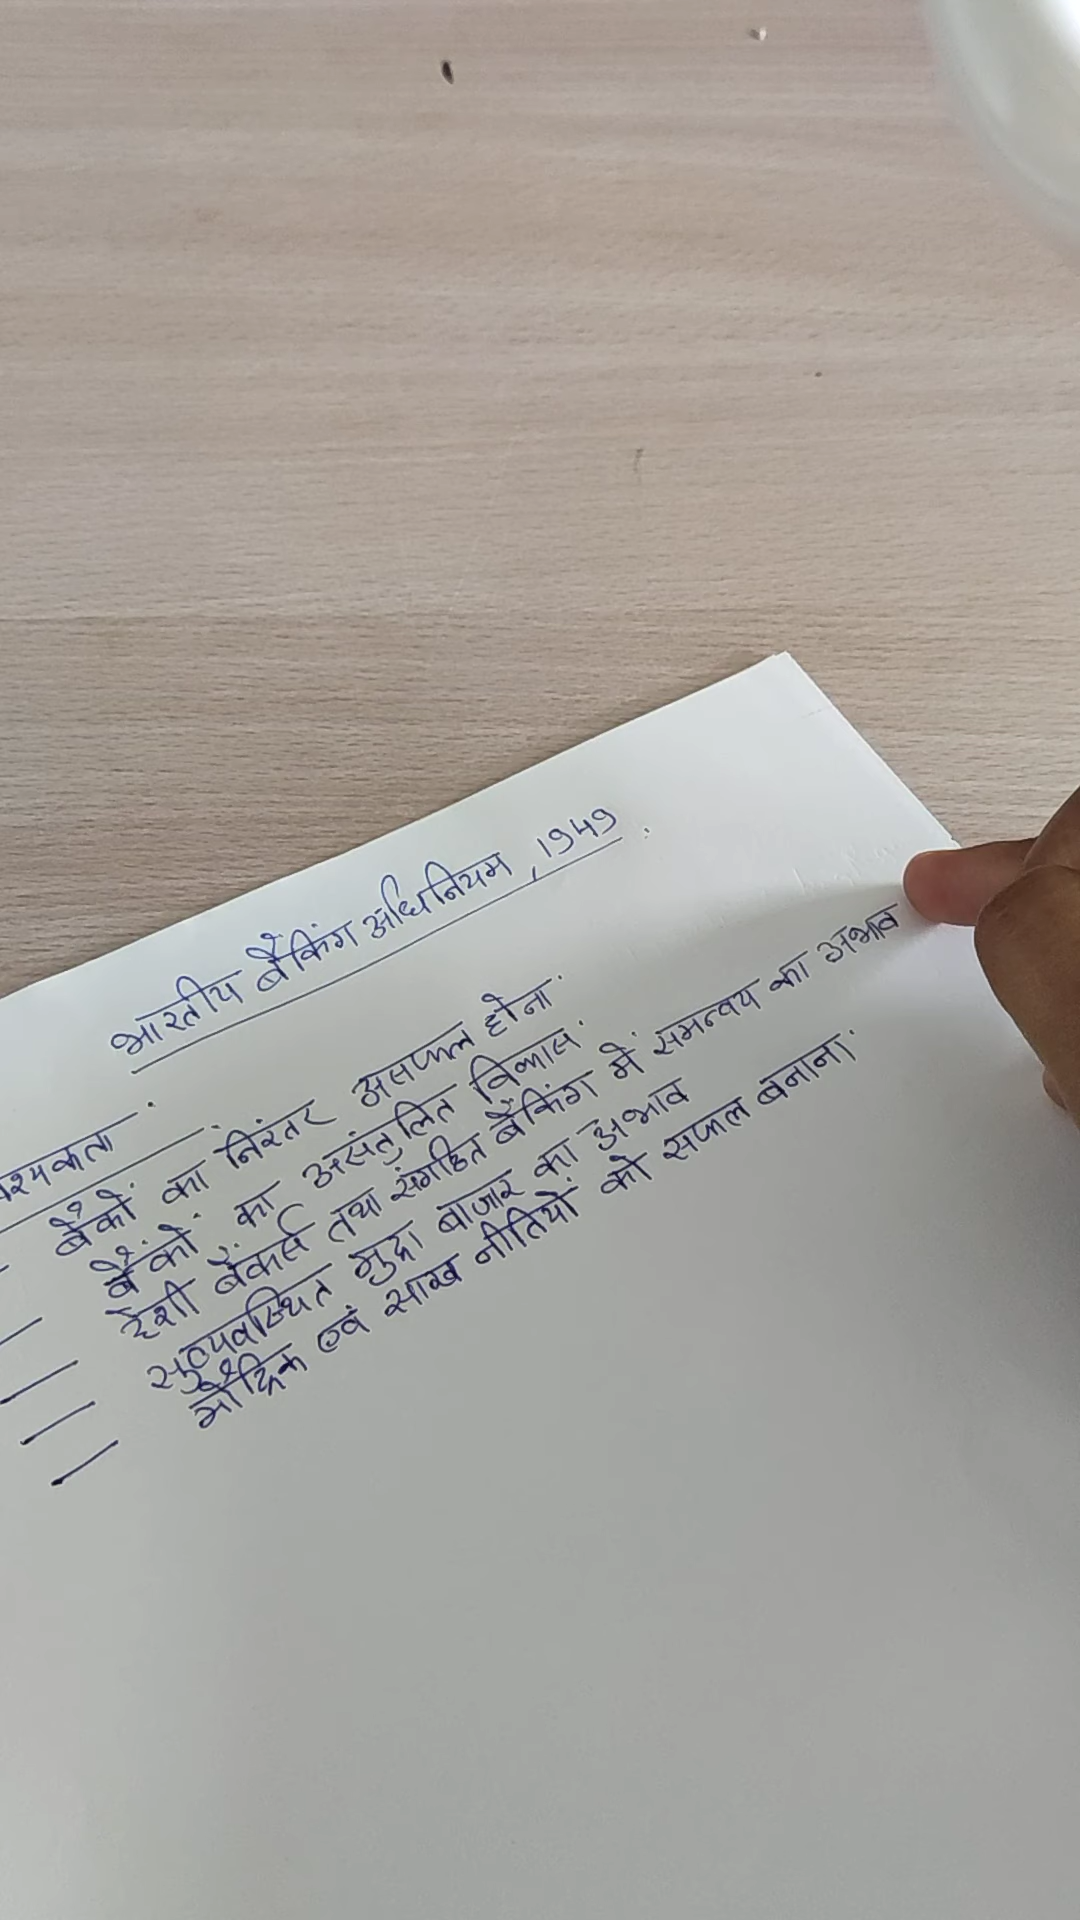 भारतीय बैंकिंग अधिनियम, 1949.
श्यकता.
— बैंकों का निरंतर असफल होना.
— बैंकों का असंतुलित विकास.
— देशी बैंकर्स तथा संगठित बैंकिंग में समन्वय का अभाव
— सुव्यवस्थित मुद्रा बाजार का अभाव
— मौद्रिक एवं साख नीतियों को सफल बनाना.